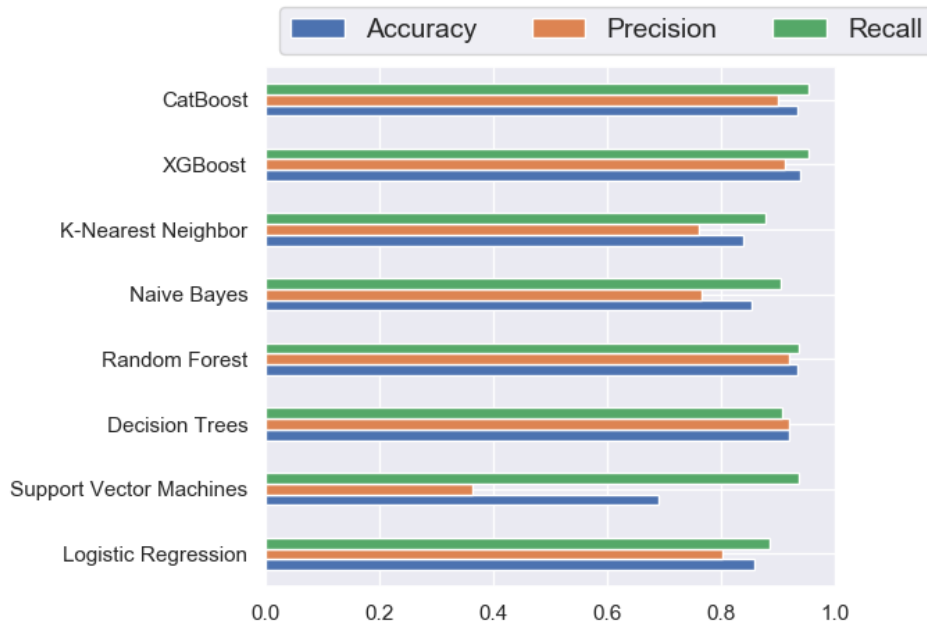 Accuracy Precision Recall
CatBoost
XGBoost
K-Nearest Neighbor
Naive Bayes
Random Forest
Decision Trees
Support Vector Machines
Logistic Regression
0.0 0.2 0.4 0.6 0.8 1.0